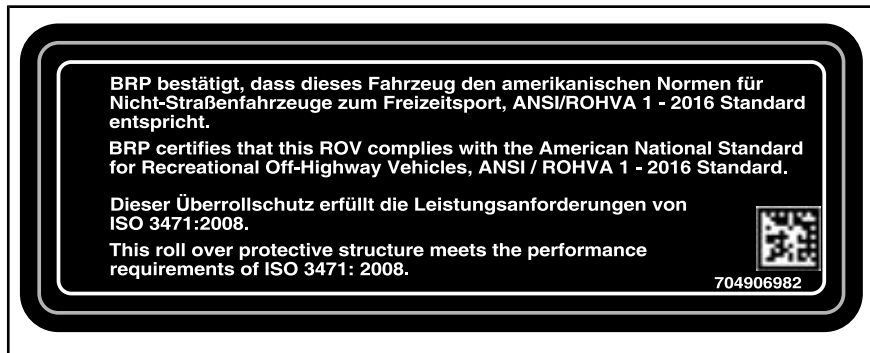 BRP bestätigt, dass dieses Fahrzeug den amerikanischen Normen für
Nicht-Straßenfahrzeuge zum Freizeitsport, ANSI/ROHVA 1 - 2016 Standard
entspricht.
BRP certifies that this ROV complies with the American National Standard
for Recreational Off-Highway Vehicles, ANSI / ROHVA 1 - 2016 Standard.
Dieser Überrollschutz erfüllt die Leistungsanforderungen von
ISO 3471:2008.
This roll over protective structure meets the performance
requirements of ISO 3471: 2008.
704906982